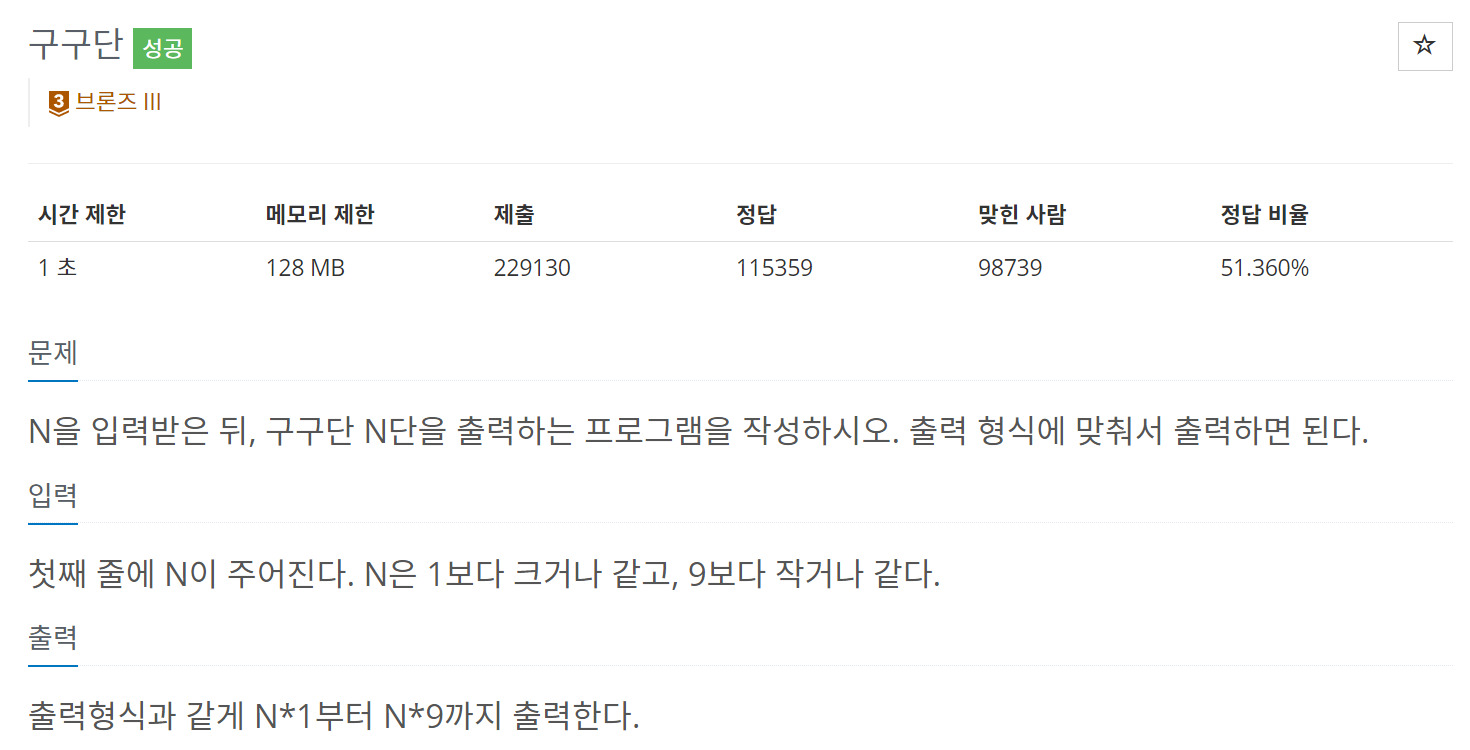 구구단 성공
3 브론즈 III
시간 제한 메모리 제한 제출 정답 맞힌 사람 정답 비율
1 초 128 MB 229130 115359 98739 51.360%
문제
N을 입력받은 뒤, 구구단 N단을 출력하는 프로그램을 작성하시오. 출력 형식에 맞춰서 출력하면 된다.
입력
첫째 줄에 N이 주어진다. N은 1보다 크거나 같고, 9보다 작거나 같다.
출력
출력형식과 같게 N*1부터 N*9까지 출력한다.